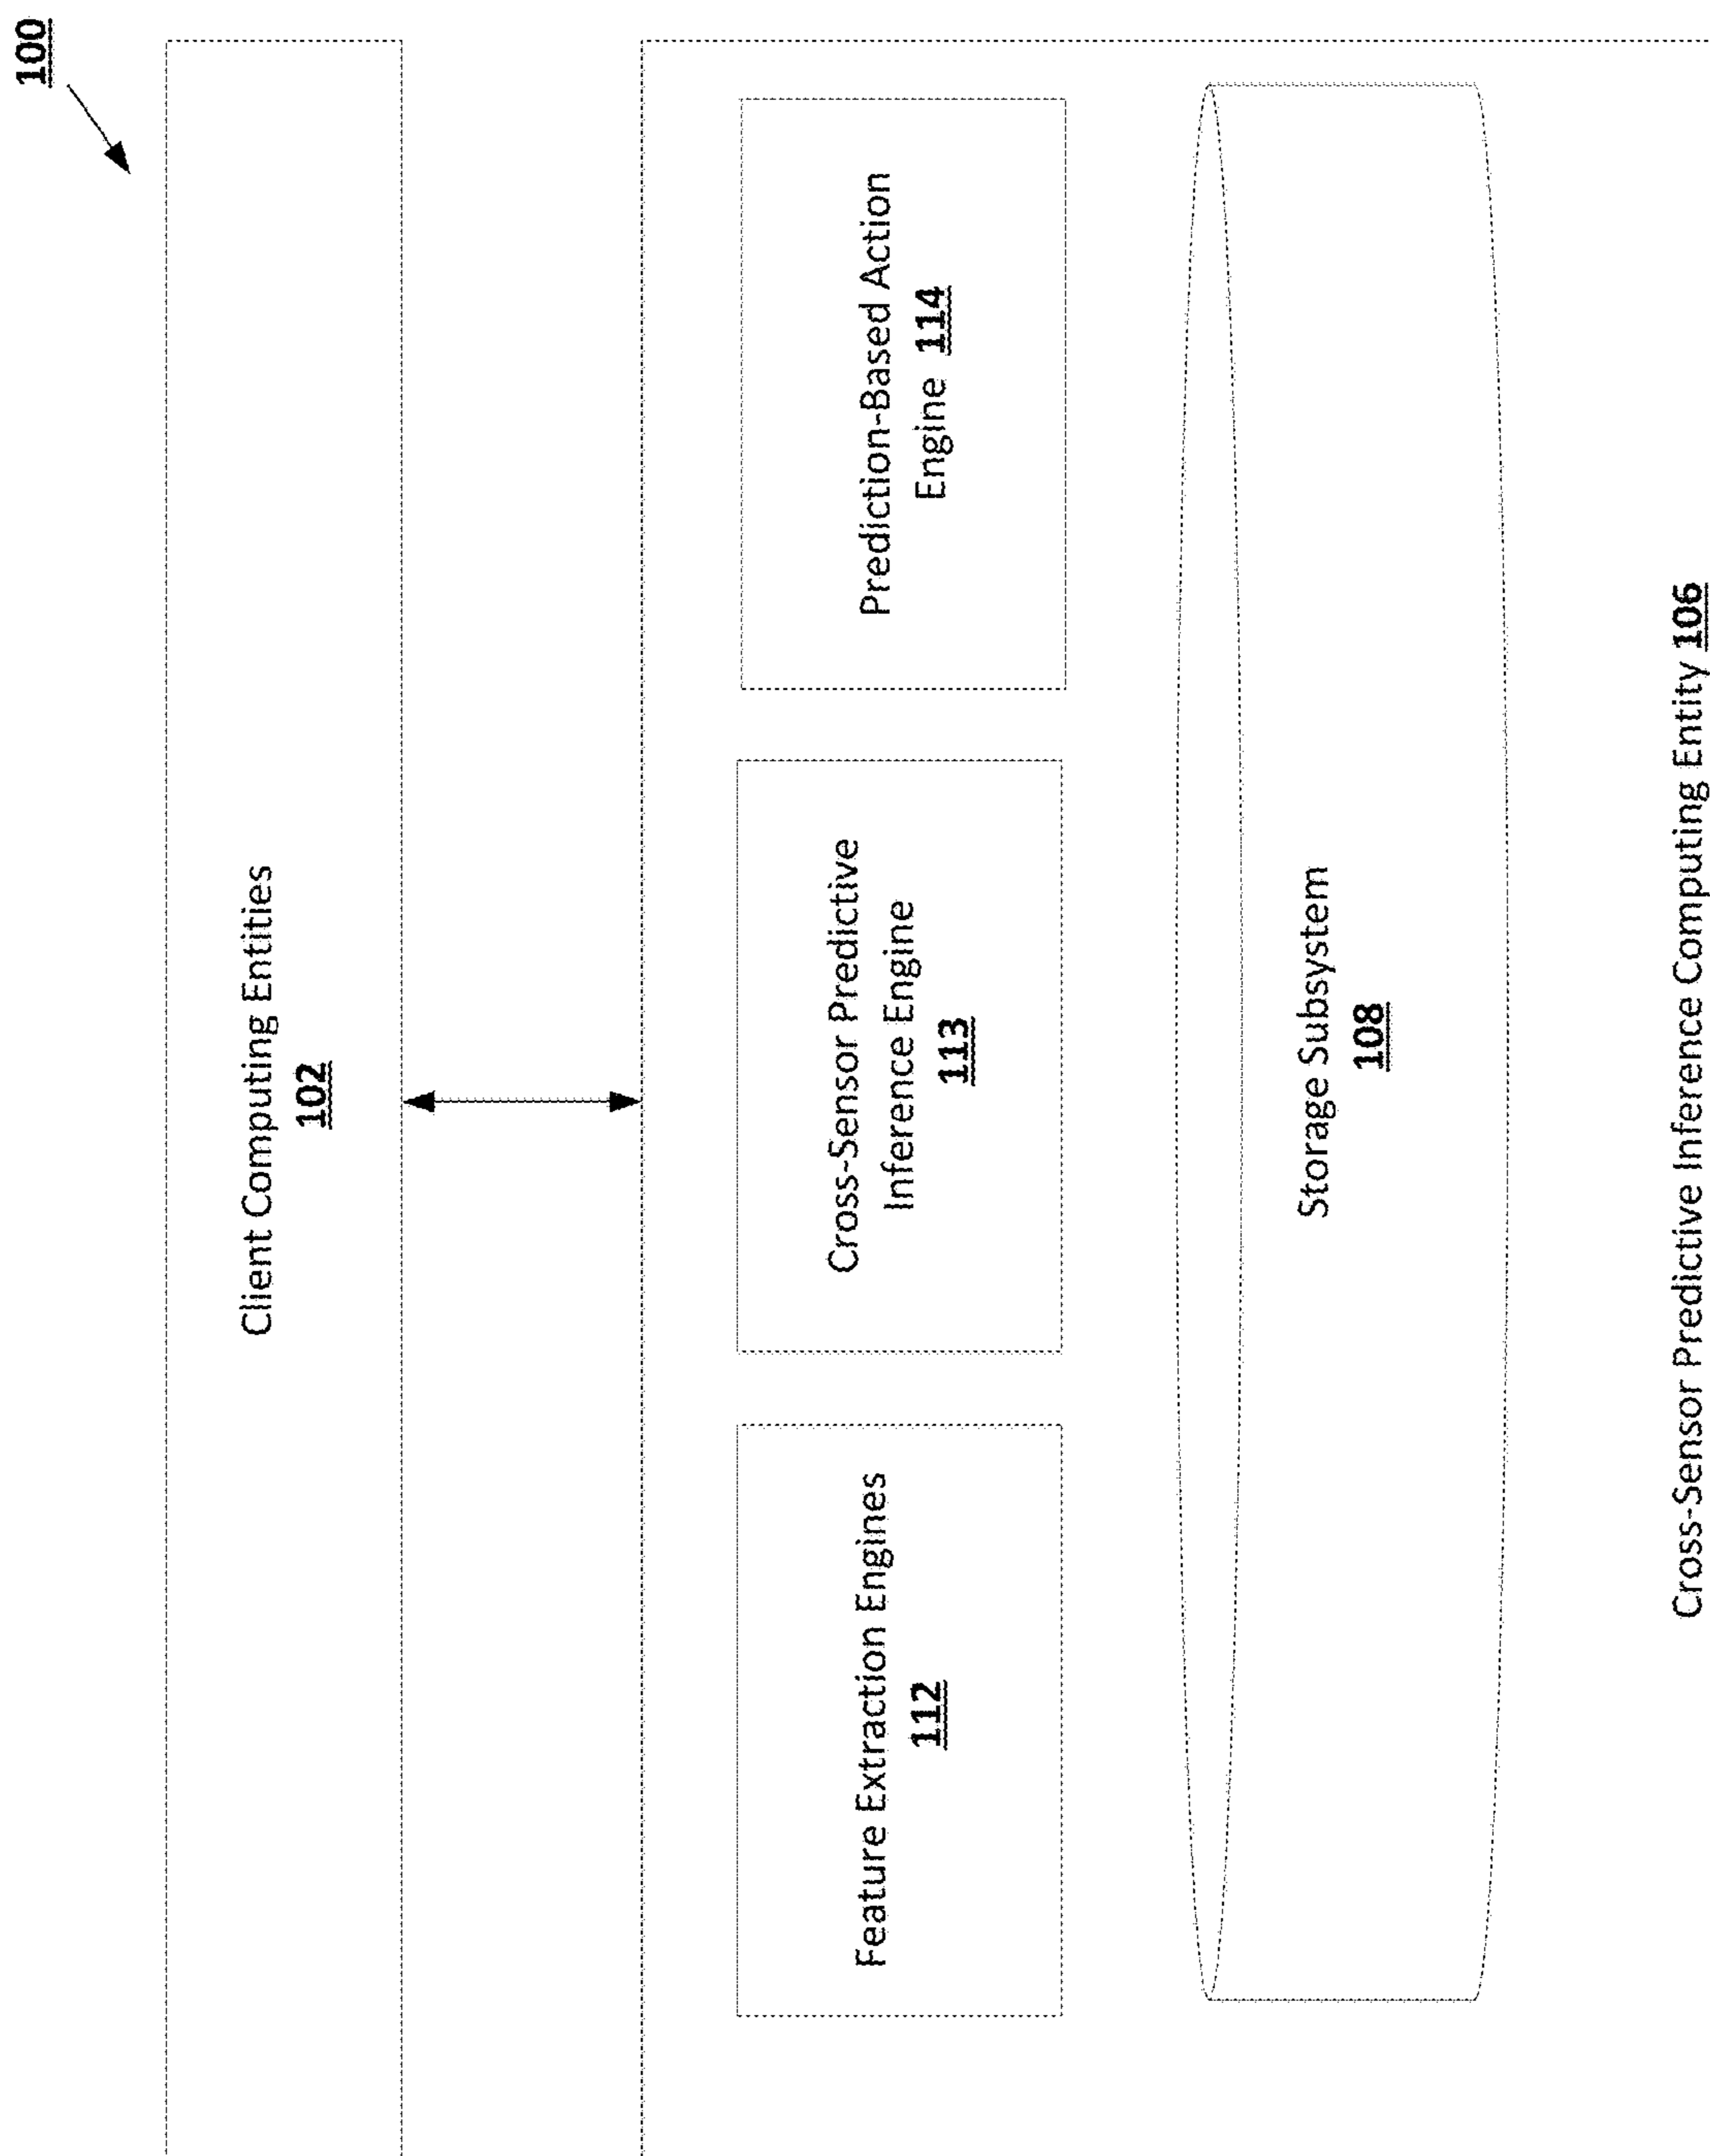 100
Client Computing Entities
102
Feature Extraction Engines
112
Cross-Sensor Predictive
Inference Engine
113
Prediction-Based Action
Engine 114
Storage Subsystem
108
Cross-Sensor Predictive Inference Computing Entity 106